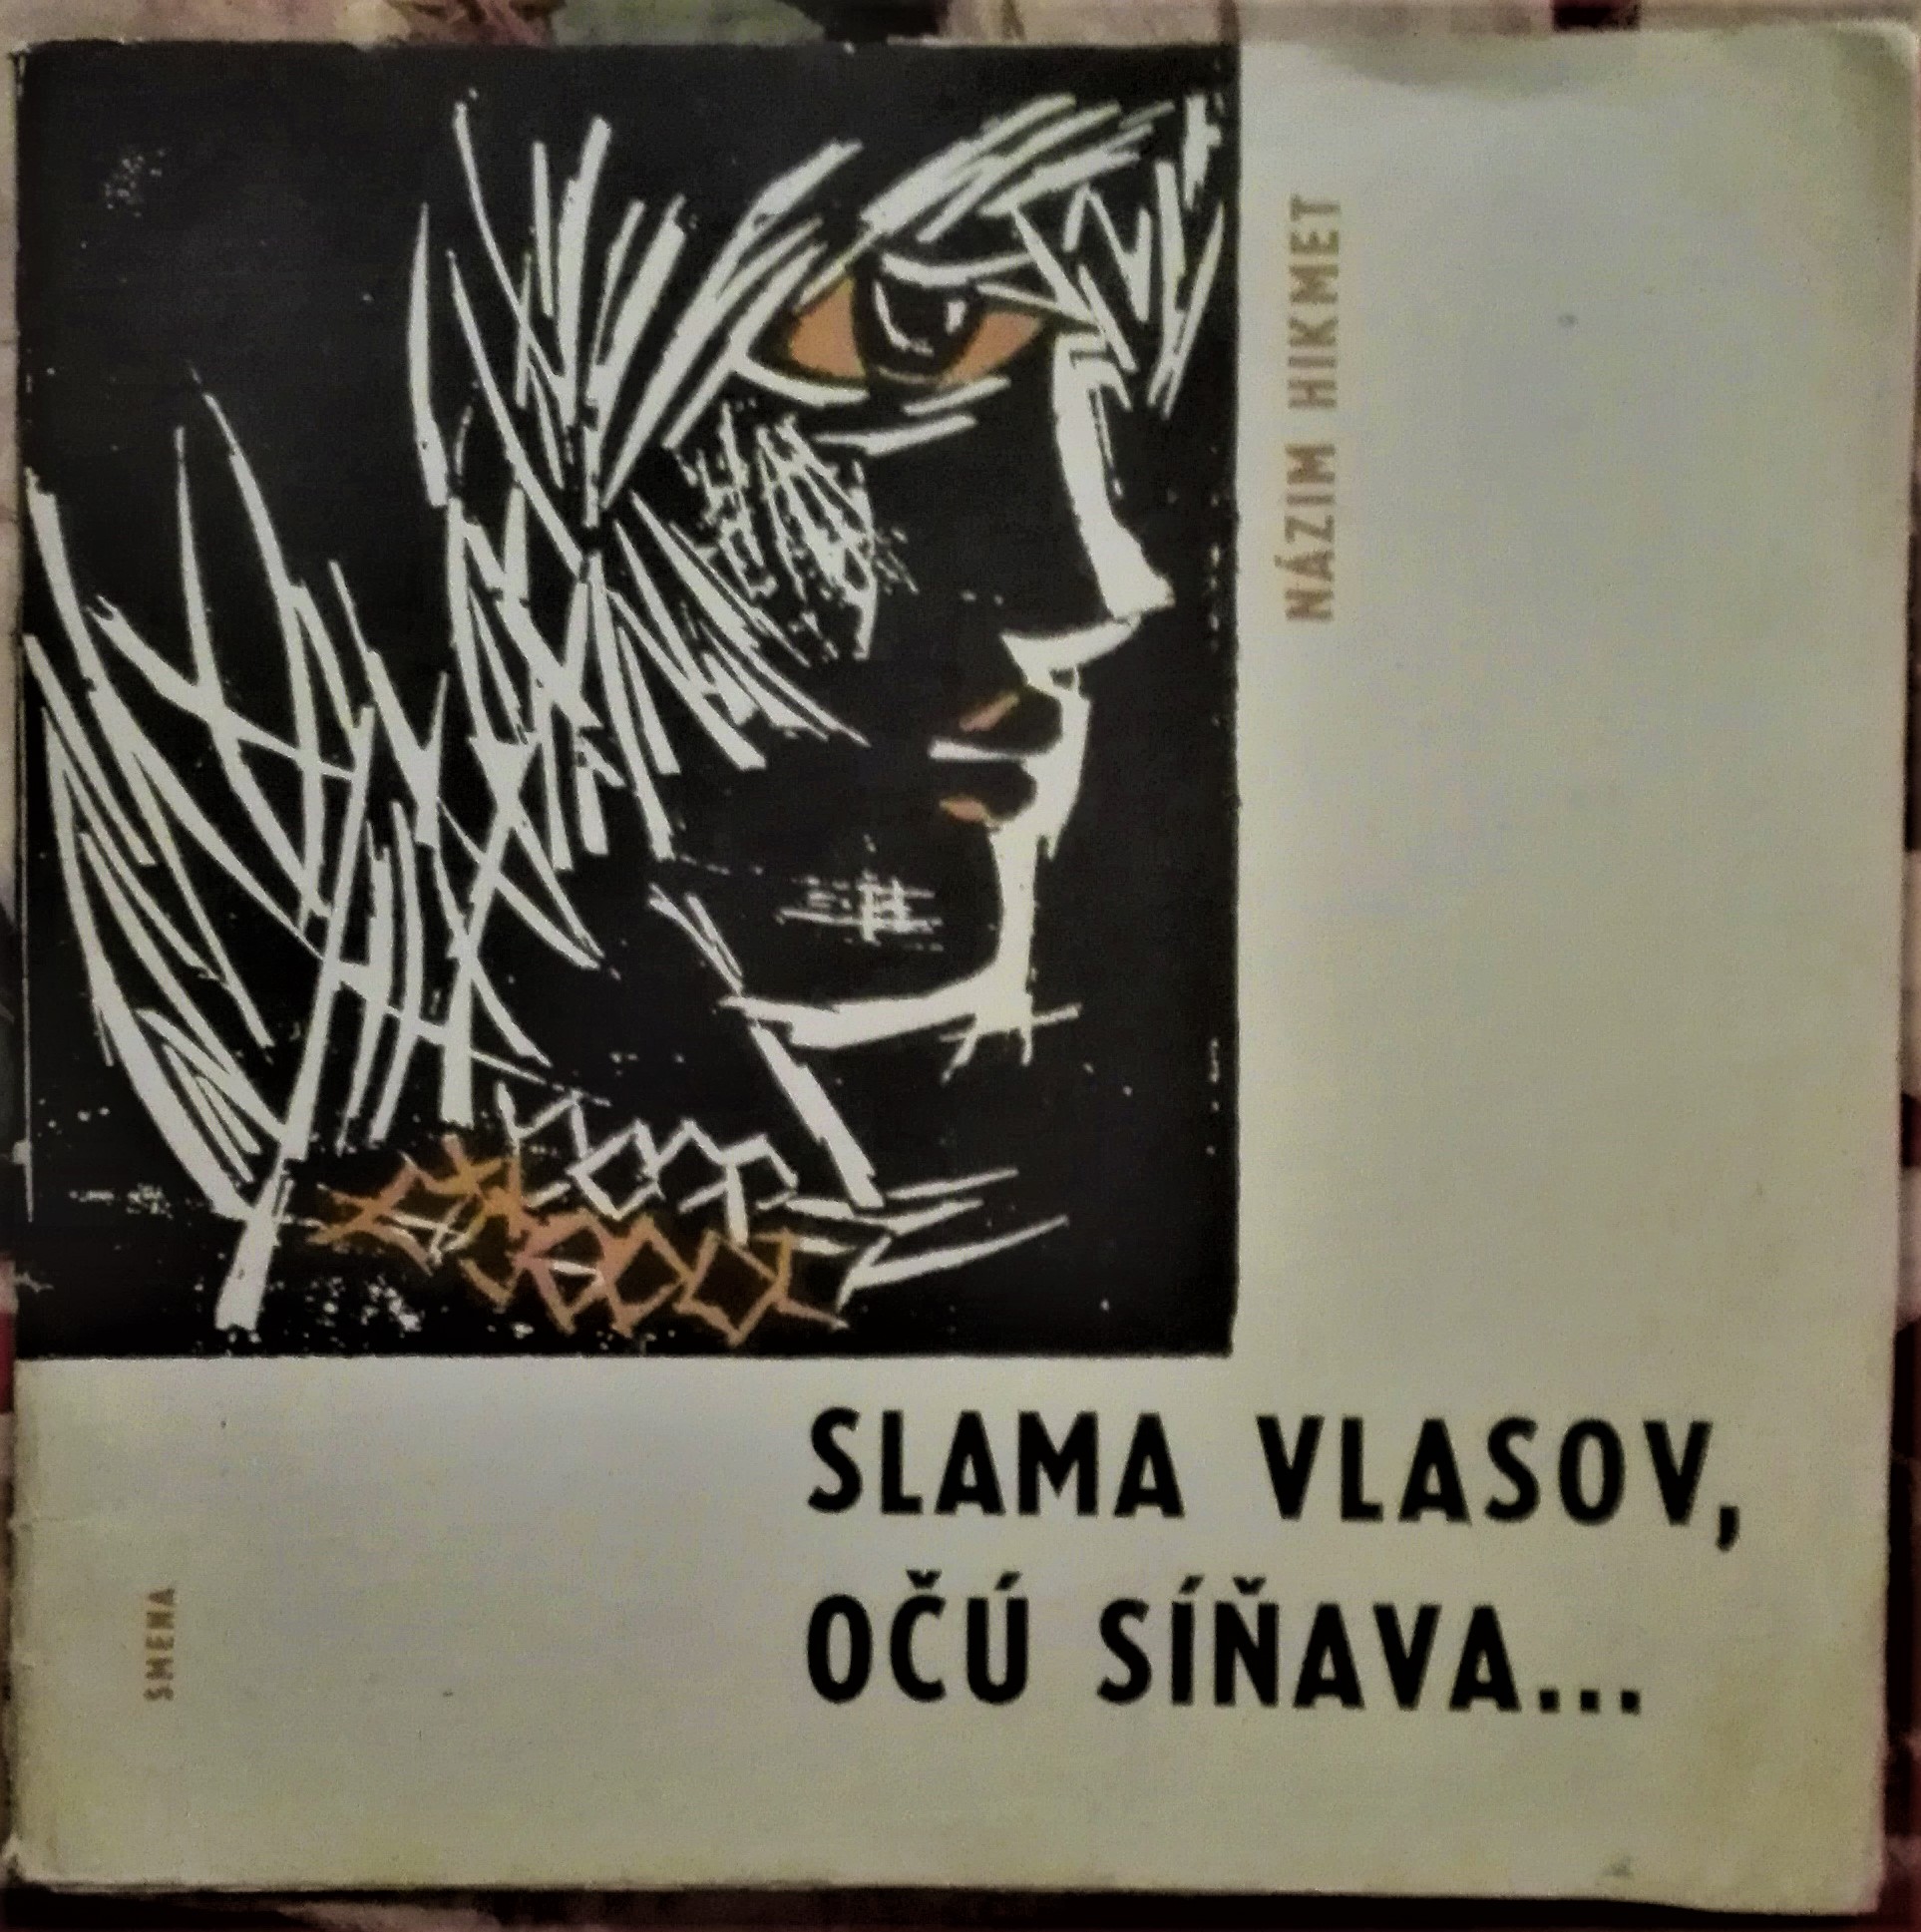 NÁZIM HIKMET
SLAMA VLASOV,
OČÚ SÍŇAVA...
SMENA